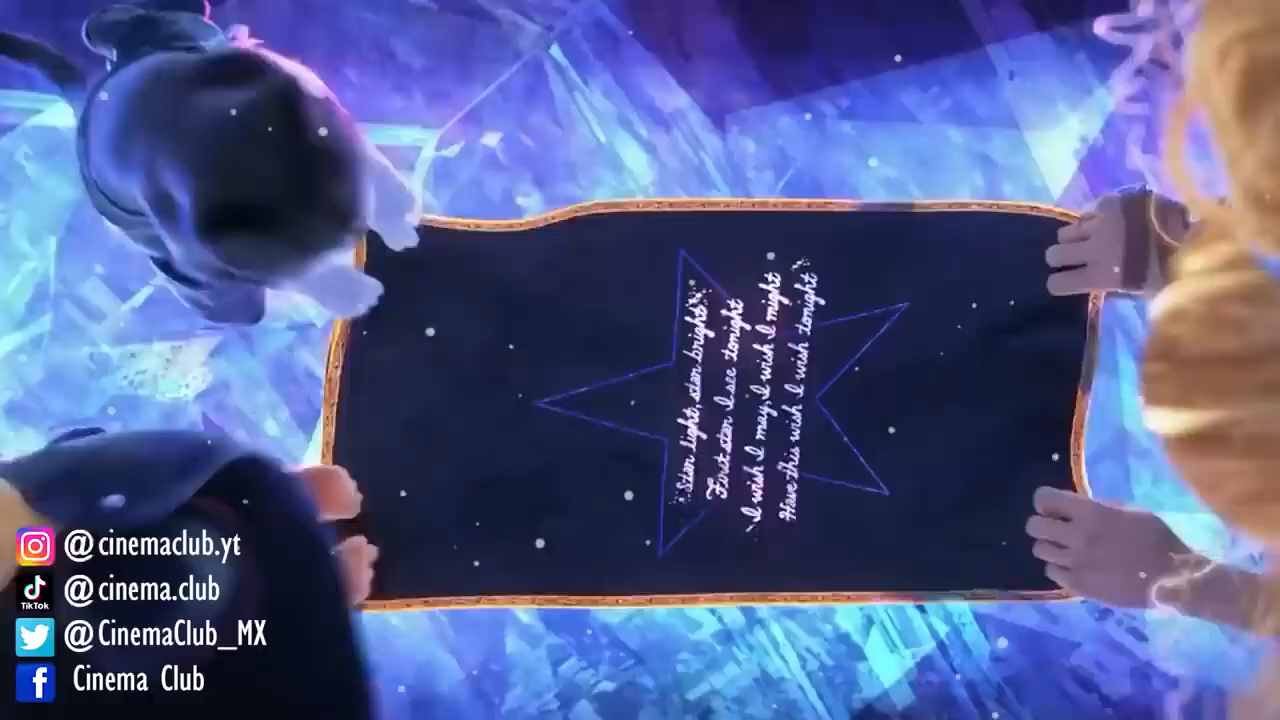 Star light, star bright
First star I see tonight
I wish I may, I wish I might
Have this wish I wish tonight
@cinemaclub.yt
TikTok
@cinema.club
@CinemaClub_MX
Cinema Club